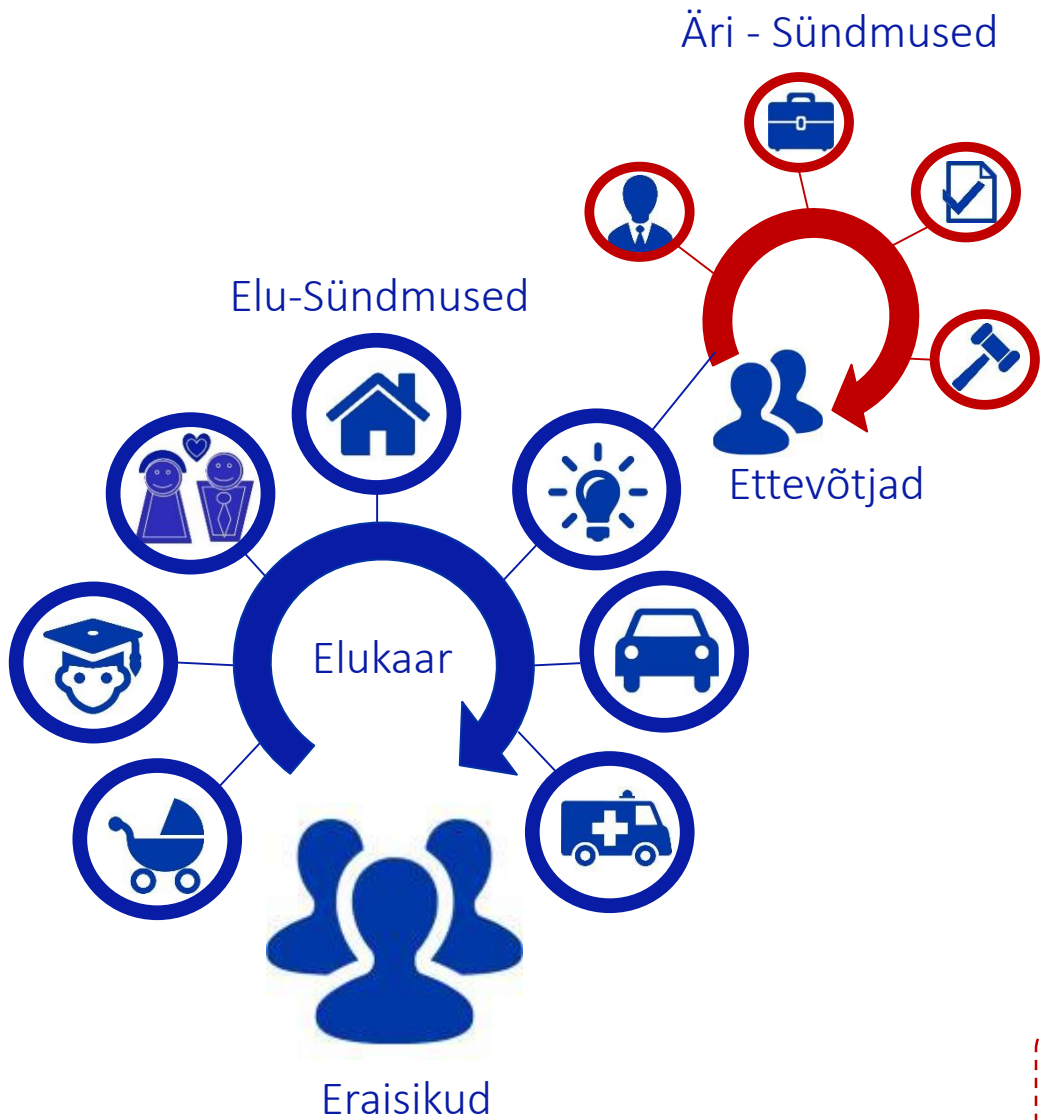 Äri - Sündmused
Elu-Sündmused
Ettevõtjad
Elukaar
Eraisikud